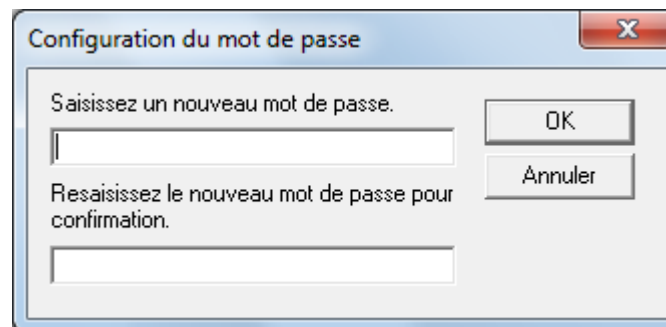 Configuration du mot de passe
Saisissez un nouveau mot de passe.
OK
Annuler
Resaisissez le nouveau mot de passe pour
confirmation.